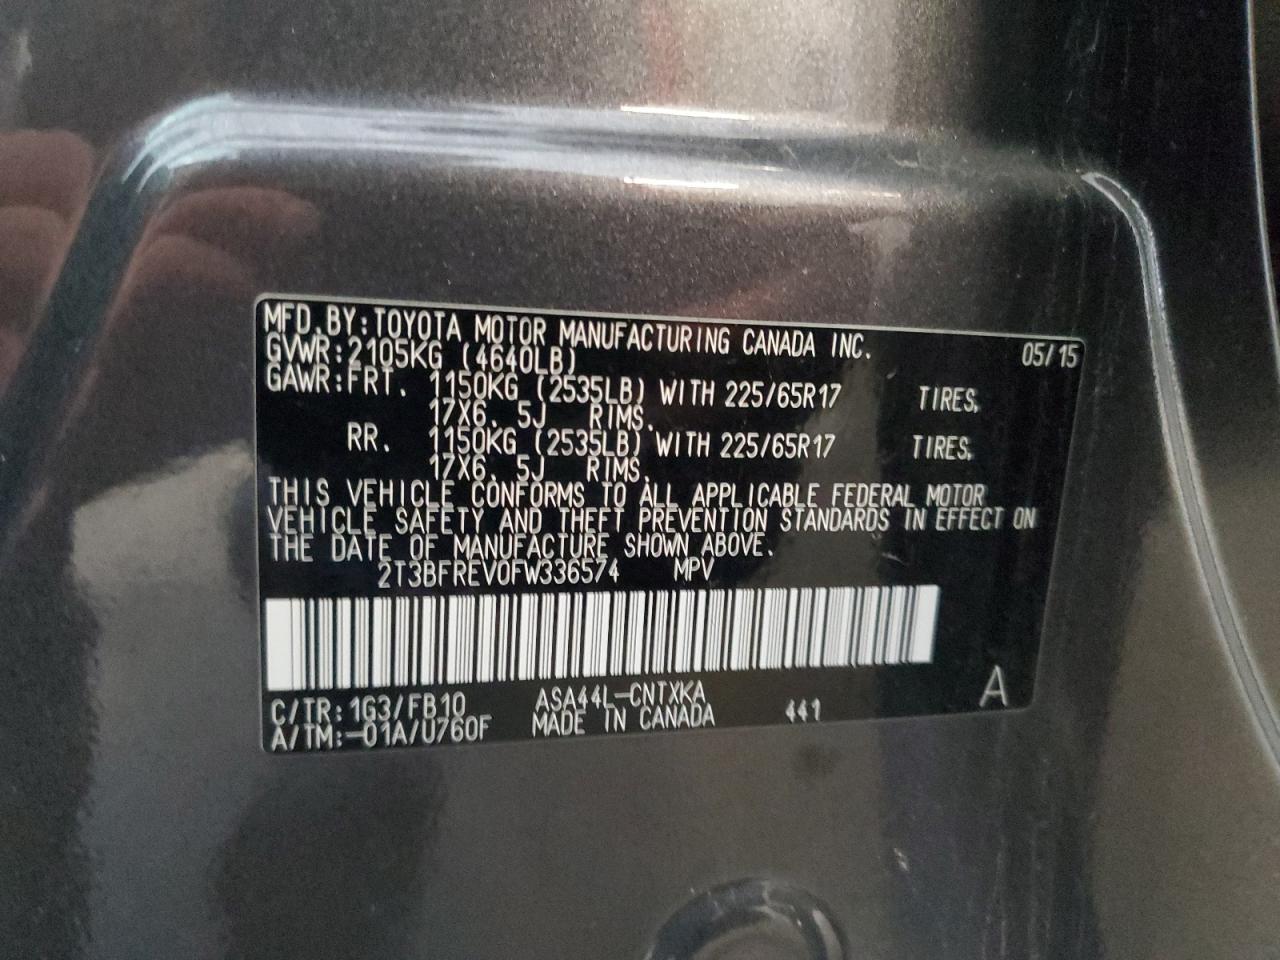 MFD.BY:TOYOTA MOTOR MANUFACTURING CANADA INC.
GVWR:2105KG (4640LB) 05/15
GAWR:FRT. 1150KG (2535LB) WITH 225/65R17 TIRES,
17X6.5J RIMS.
RR. 1150KG (2535LB) WITH 225/65R17 TIRES,
17X6.5J RIMS.
THIS VEHICLE CONFORMS TO ALL APPLICABLE FEDERAL MOTOR
VEHICLE SAFETY AND THEFT PREVENTION STANDARDS IN EFFECT ON
THE DATE OF MANUFACTURE SHOWN ABOVE.
2T3BFREV0FW336574 MPV
C/TR:1G3/FB10 ASA44L-CNTXKA A
A/TM:-01A/U760F MADE IN CANADA 441